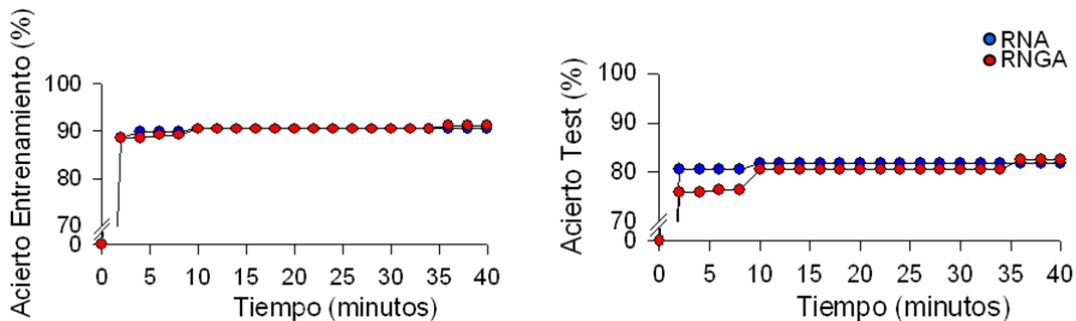 Acierto Entrenamiento (%)
100
90
80
70
0
0 5 10 15 20 25 30 35 40
Tiempo (minutos)
RNA
RNGA
Acierto Test (%)
100
90
80
70
0
0 5 10 15 20 25 30 35 40
Tiempo (minutos)